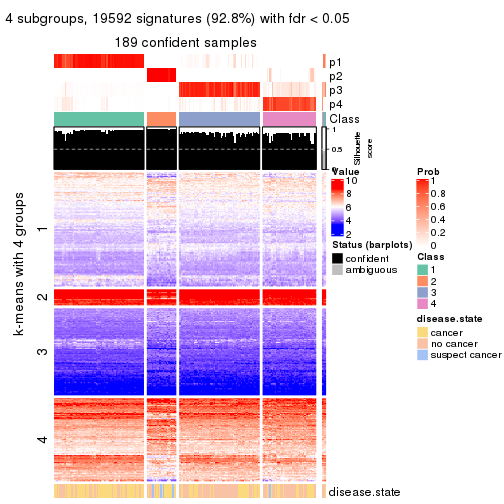 4 subgroups, 19592 signatures (92.8%) with fdr < 0.05
189 confident samples
p1
p2
p3
p4
Class
1
0.5
0
Silhouette
score
k-means with 4 groups
1
2
3
4
disease.state
Value
10
8
6
4
2
Status (barplots)
confident
ambiguous
Prob
1
0.8
0.6
0.4
0.2
0
Class
1
2
3
4
disease.state
cancer
no cancer
suspect cancer